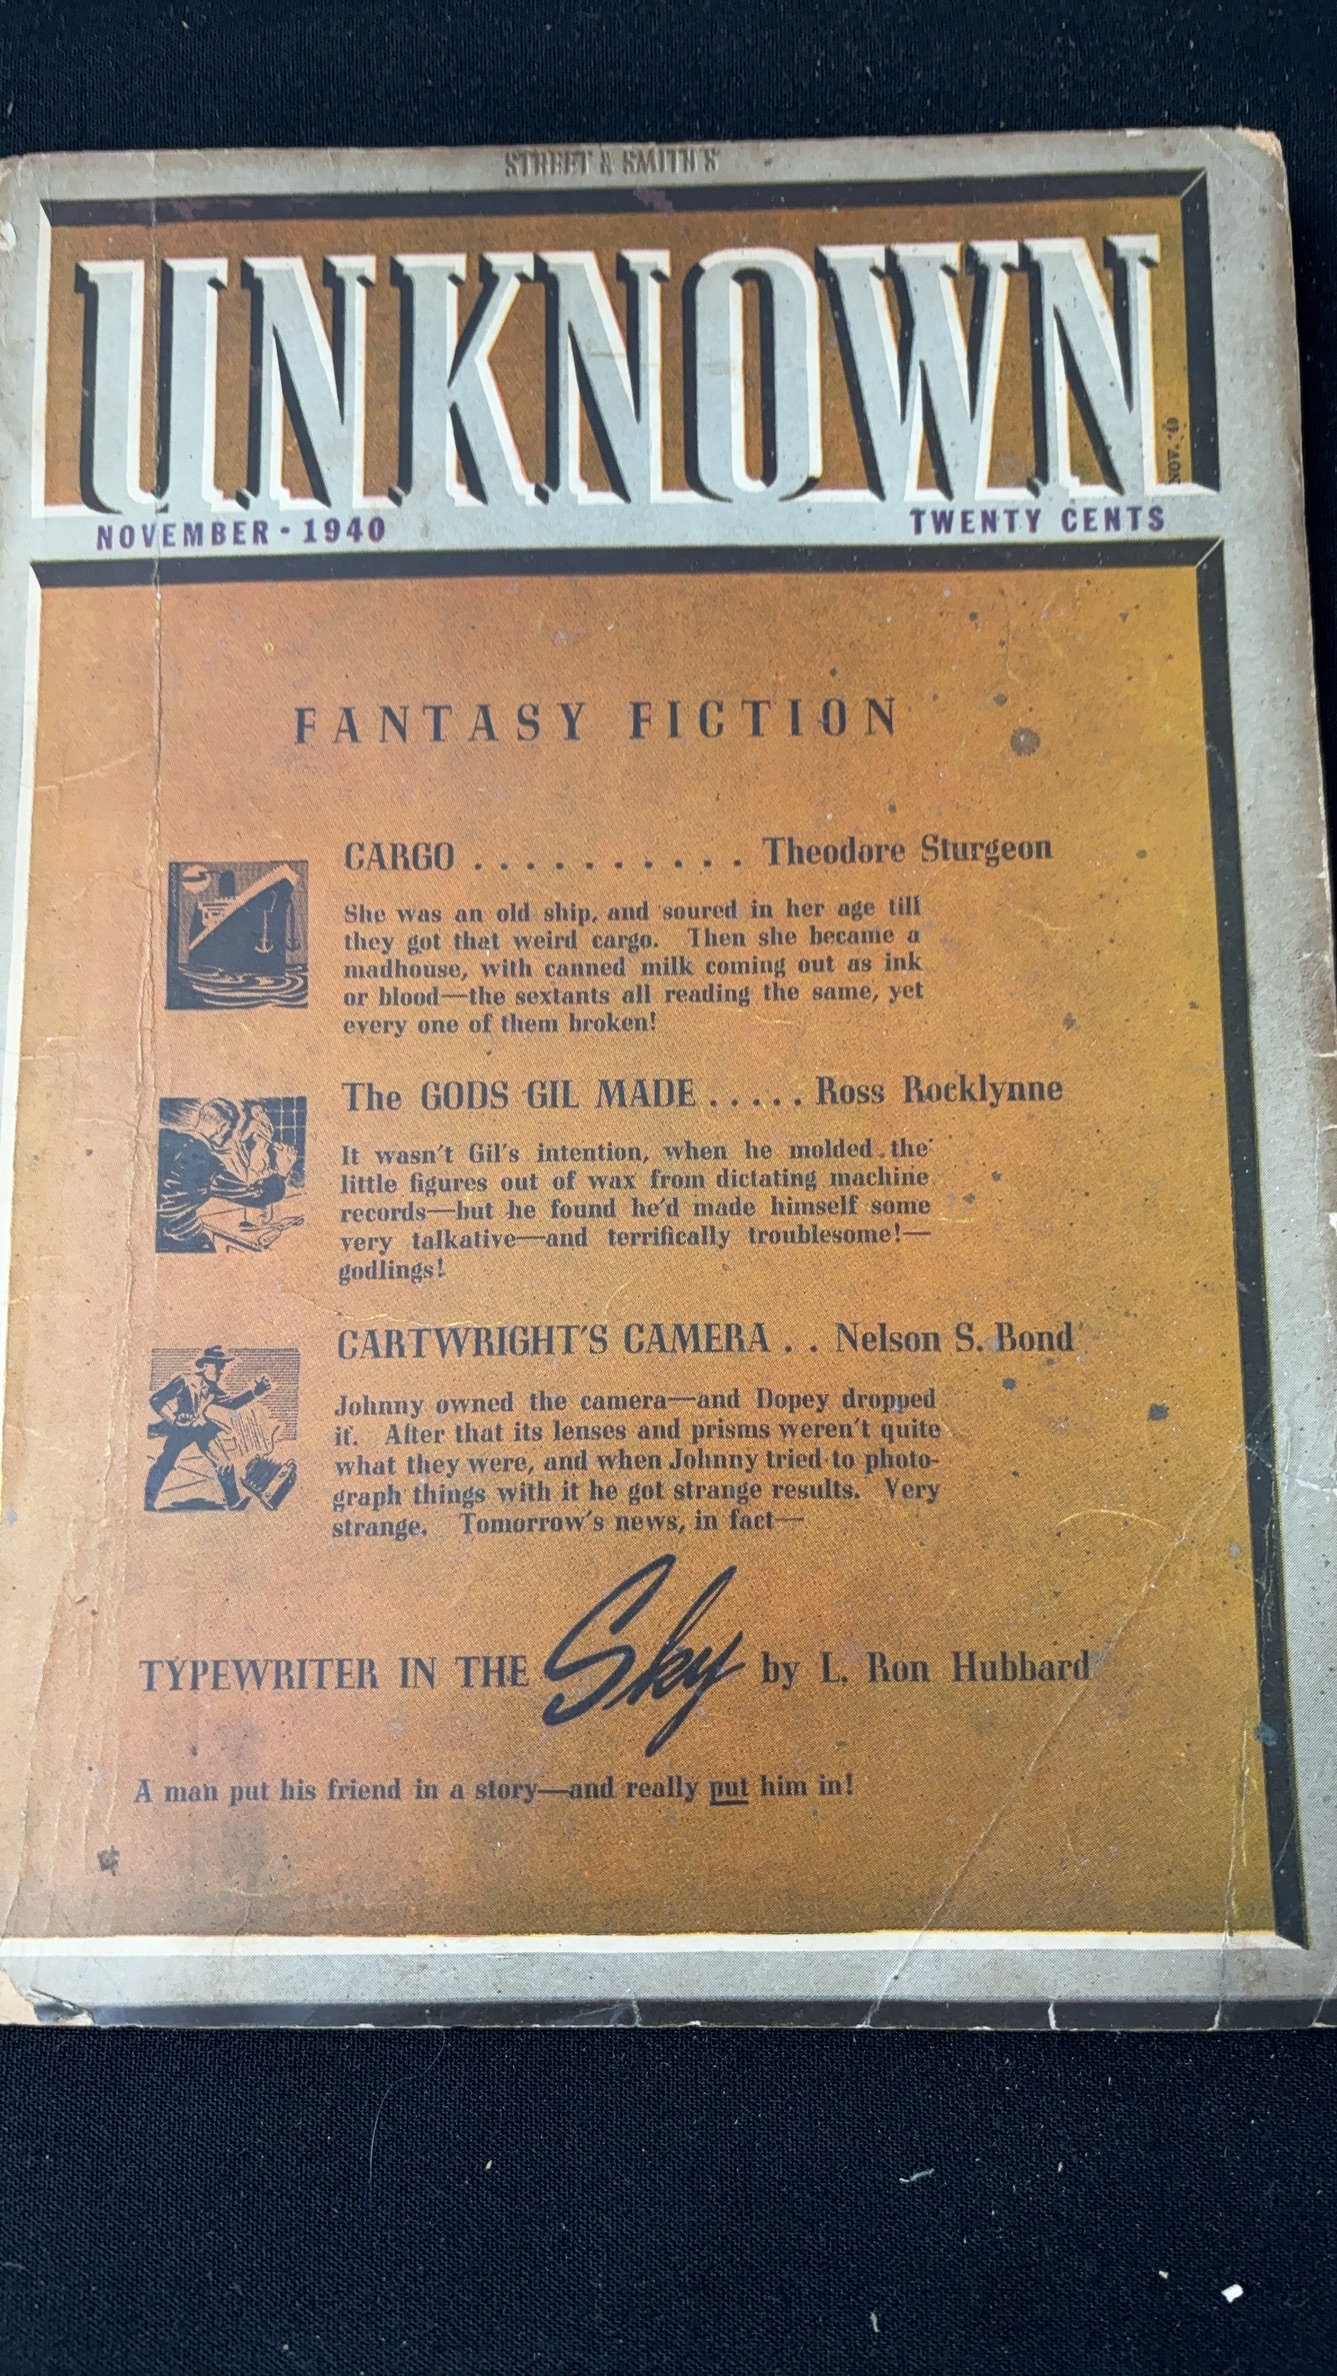 STREET & SMITH'S
UNKNOWN
NOVEMBER · 1940
TWENTY CENTS
FANTASY FICTION
CARGO . . . . . . . . . . Theodore Sturgeon
She was an old ship, and soured in her age till
they got that weird cargo. Then she became a
madhouse, with canned milk coming out as ink
or blood—the sextants all reading the same, yet
every one of them broken!
The GODS GIL MADE . . . . . Ross Rocklynne
It wasn't Gil's intention, when he molded the
little figures out of wax from dictating machine
records—but he found he'd made himself some
very talkative—and terrifically troublesome!—
godlings!
CARTWRIGHT'S CAMERA . . Nelson S. Bond
Johnny owned the camera—and Dopey dropped
it. After that its lenses and prisms weren't quite
what they were, and when Johnny tried to photo-
graph things with it he got strange results. Very
strange. Tomorrow's news, in fact—
TYPEWRITER IN THE Sky by L. Ron Hubbard
A man put his friend in a story—and really put him in!